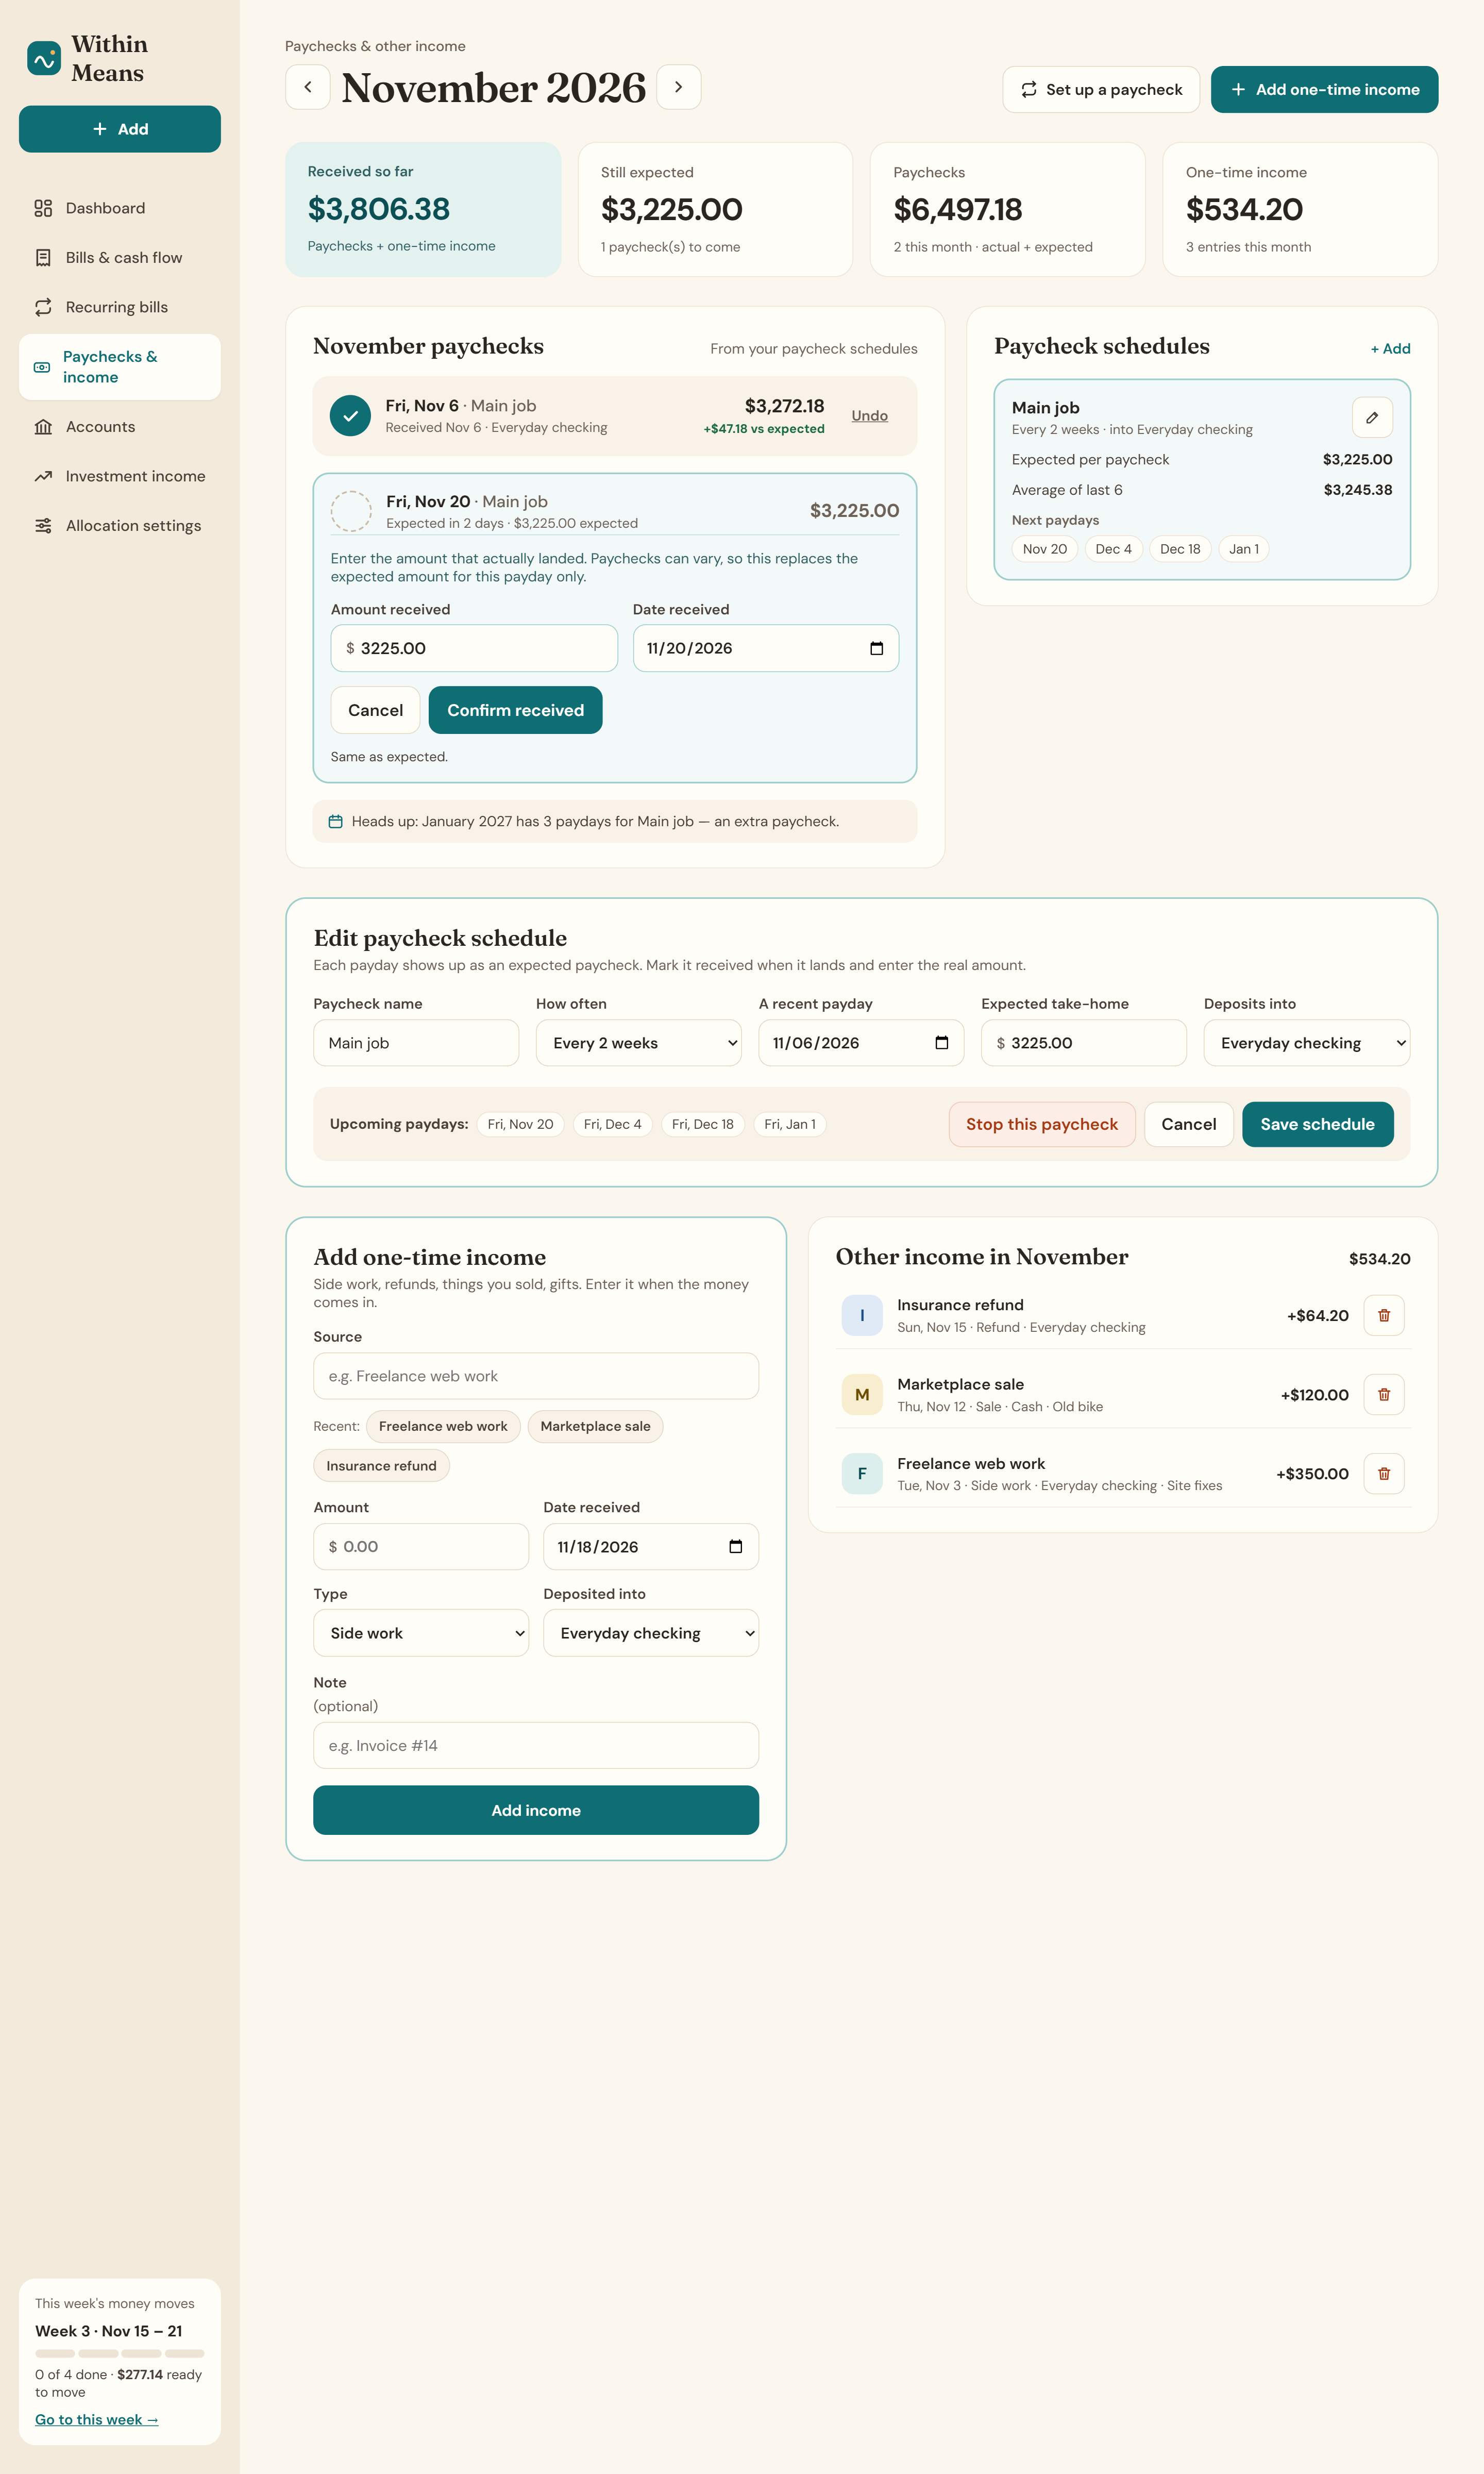 Within
Means
Add
Dashboard
Bills & cash flow
Recurring bills
Paychecks &
income
Accounts
Investment income
Allocation settings
This week's money moves
Week 3 · Nov 15 – 21
0 of 4 done · $277.14 ready
to move
Go to this week →
Paychecks & other income
November 2026
Set up a paycheck
Add one-time income
Received so far
$3,806.38
Paychecks + one-time income
Still expected
$3,225.00
1 paycheck(s) to come
Paychecks
$6,497.18
2 this month · actual + expected
One-time income
$534.20
3 entries this month
November paychecks
From your paycheck schedules
Fri, Nov 6 · Main job
Received Nov 6 · Everyday checking
$3,272.18
+$47.18 vs expected
Undo
Fri, Nov 20 · Main job
Expected in 2 days · $3,225.00 expected
$3,225.00
Enter the amount that actually landed. Paychecks can vary, so this replaces the
expected amount for this payday only.
Amount received
$ 3225.00
Date received
11/20/2026
Cancel
Confirm received
Same as expected.
Heads up: January 2027 has 3 paydays for Main job — an extra paycheck.
Paycheck schedules
+ Add
Main job
Every 2 weeks · into Everyday checking
Expected per paycheck
$3,225.00
Average of last 6
$3,245.38
Next paydays
Nov 20
Dec 4
Dec 18
Jan 1
Edit paycheck schedule
Each payday shows up as an expected paycheck. Mark it received when it lands and enter the real amount.
Paycheck name
Main job
How often
Every 2 weeks
A recent payday
11/06/2026
Expected take-home
$ 3225.00
Deposits into
Everyday checking
Upcoming paydays:
Fri, Nov 20
Fri, Dec 4
Fri, Dec 18
Fri, Jan 1
Stop this paycheck
Cancel
Save schedule
Add one-time income
Side work, refunds, things you sold, gifts. Enter it when the money
comes in.
Source
e.g. Freelance web work
Recent:
Freelance web work
Marketplace sale
Insurance refund
Amount
$ 0.00
Date received
11/18/2026
Type
Side work
Deposited into
Everyday checking
Note
(optional)
e.g. Invoice #14
Add income
Other income in November
$534.20
I
Insurance refund
Sun, Nov 15 · Refund · Everyday checking
+$64.20
M
Marketplace sale
Thu, Nov 12 · Sale · Cash · Old bike
+$120.00
F
Freelance web work
Tue, Nov 3 · Side work · Everyday checking · Site fixes
+$350.00